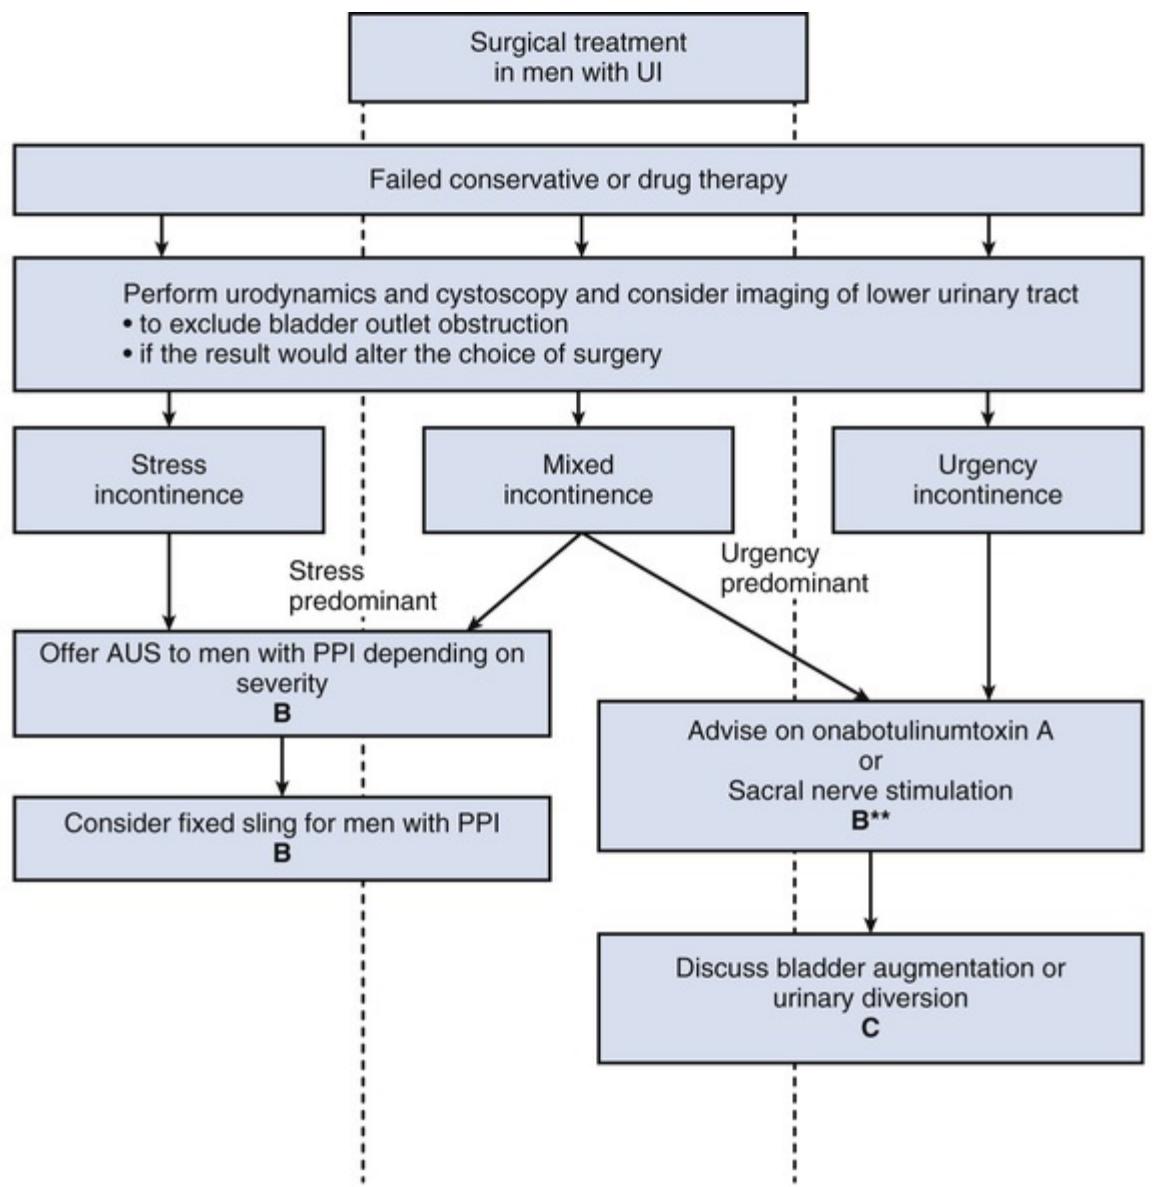 Surgical treatment
in men with UI
Failed conservative or drug therapy
Perform urodynamics and cystoscopy and consider imaging of lower urinary tract
• to exclude bladder outlet obstruction
• if the result would alter the choice of surgery
Stress
incontinence
Mixed
incontinence
Urgency
incontinence
Stress
predominant
Urgency
predominant
Offer AUS to men with PPI depending on
severity
B
Consider fixed sling for men with PPI
B
Advise on onabotulinumtoxin A
or
Sacral nerve stimulation
B**
Discuss bladder augmentation or
urinary diversion
C